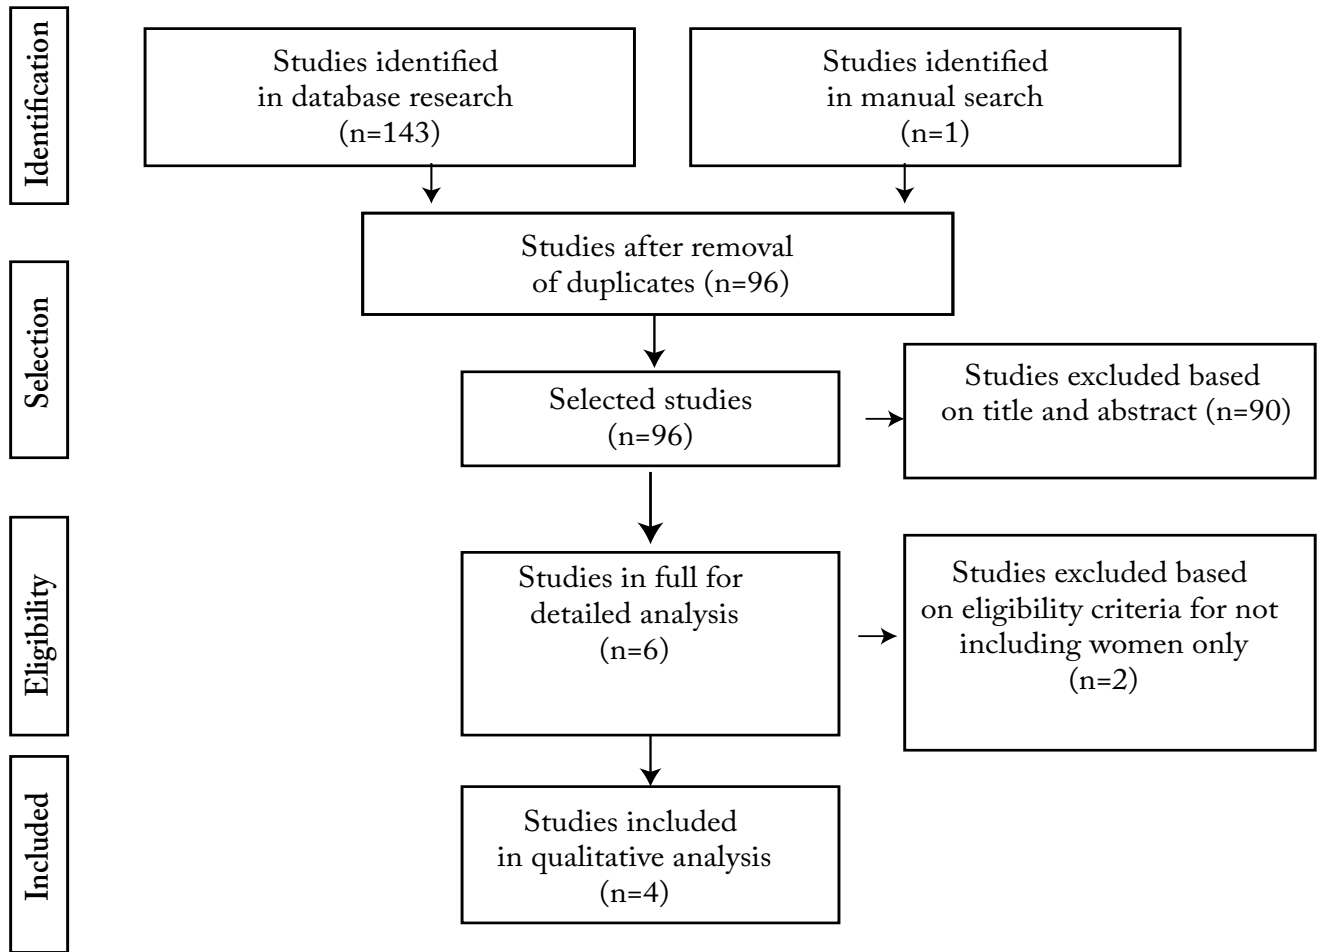 Identification
Studies identified
in database research
(n=143)
Studies identified
in manual search
(n=1)
Studies after removal
of duplicates (n=96)
Selection
Selected studies
(n=96)
Studies excluded based
on title and abstract (n=90)
Eligibility
Studies in full for
detailed analysis
(n=6)
Studies excluded based
on eligibility criteria for not
including women only
(n=2)
Included
Studies included
in qualitative analysis
(n=4)